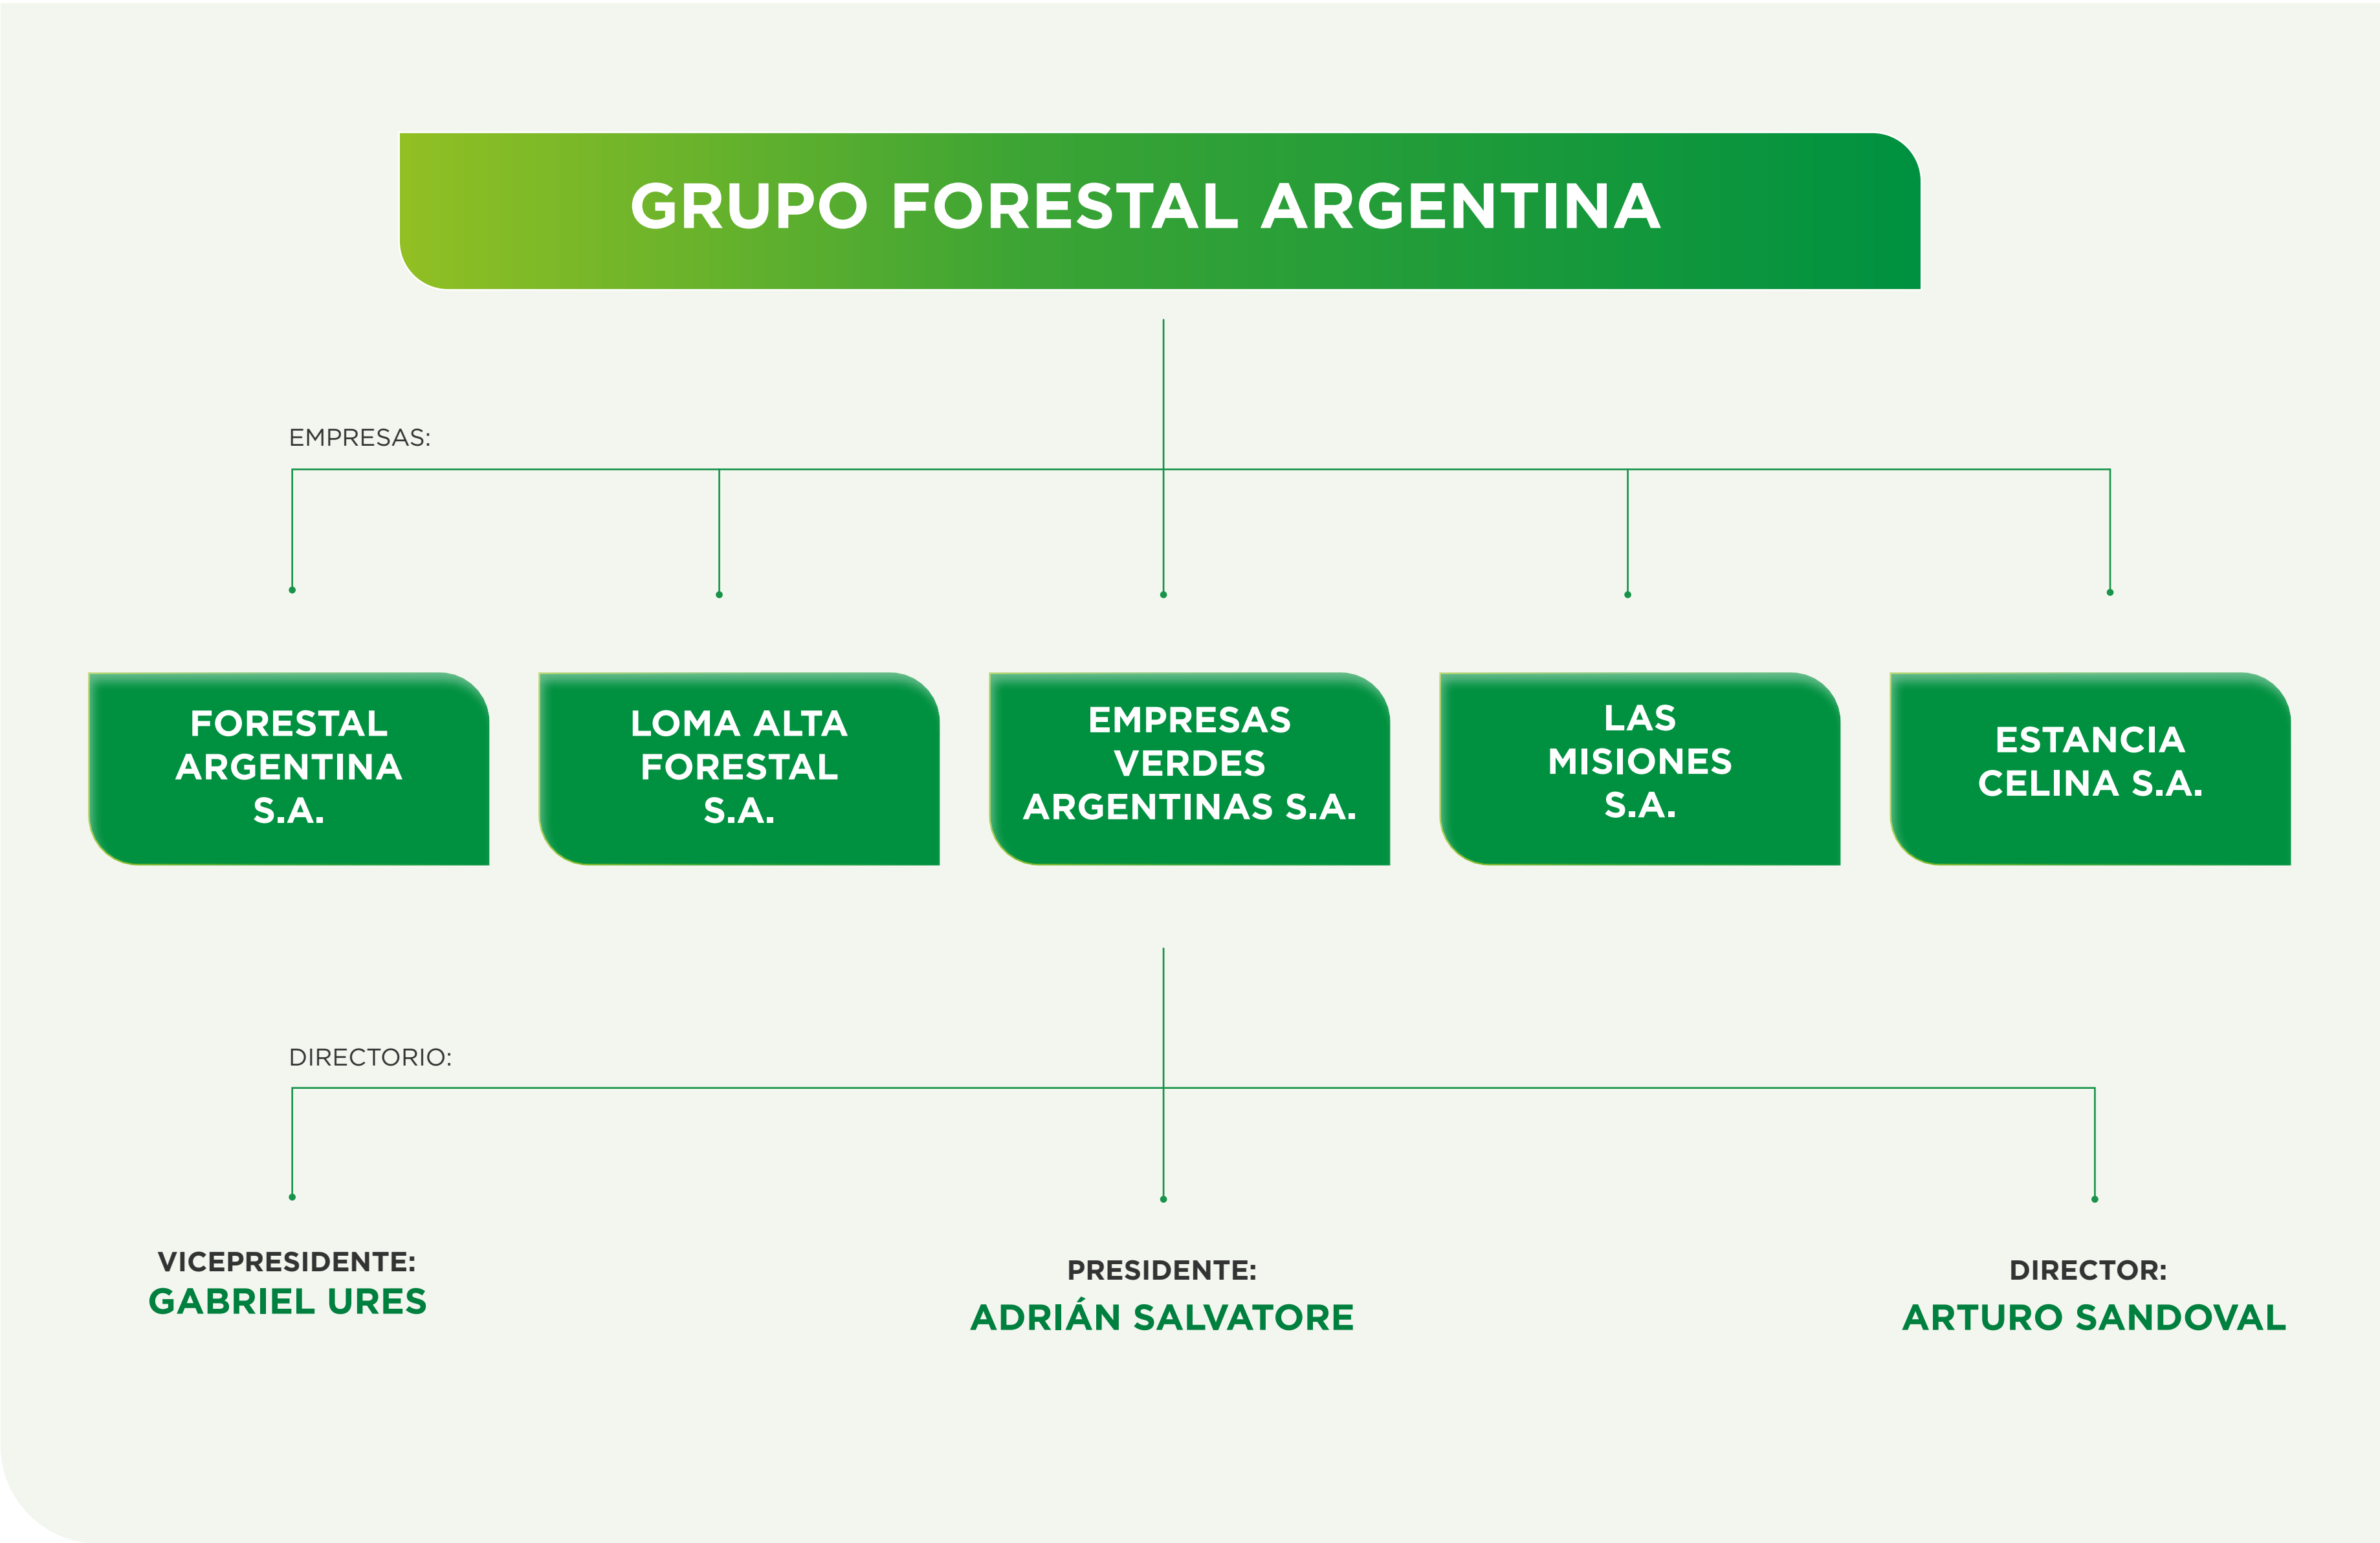 GRUPO FORESTAL ARGENTINA
EMPRESAS:
FORESTAL
ARGENTINA
S.A.
LOMA ALTA
FORESTAL
S.A.
EMPRESAS
VERDES
ARGENTINAS S.A.
LAS
MISIONES
S.A.
ESTANCIA
CELINA S.A.
DIRECTORIO:
VICEPRESIDENTE:
GABRIEL URES
PRESIDENTE:
ADRIÁN SALVATORE
DIRECTOR:
ARTURO SANDOVAL